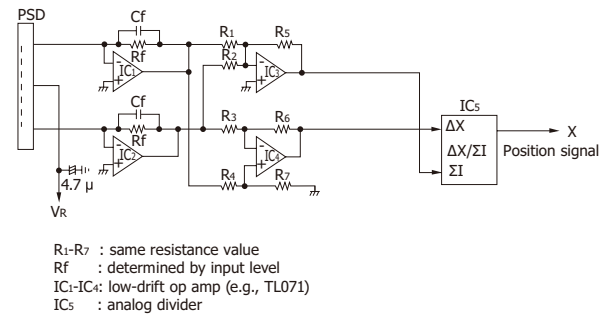 PSD
Cf
Rf
IC₁
R₁
R₂
R₅
IC₃
Cf
Rf
IC₂
R₃
R₆
IC₄
R₄
R₇
4.7 μ
VR
IC₅
ΔX
ΔX/ΣI
ΣI
X
Position signal
R₁-R₇ : same resistance value
Rf : determined by input level
IC₁-IC₄: low-drift op amp (e.g., TL071)
IC₅ : analog divider